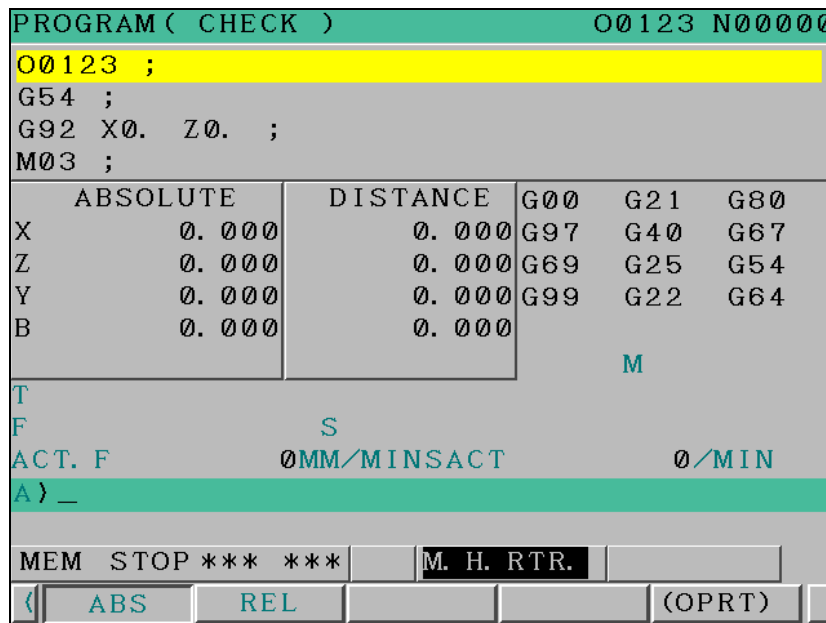 PROGRAM( CHECK ) O0123 N00000
O0123 ;
G54 ;
G92 X0. Z0. ;
M03 ;
ABSOLUTE DISTANCE G00 G21 G80
X 0.000 0.000 G97 G40 G67
Z 0.000 0.000 G69 G25 G54
Y 0.000 0.000 G99 G22 G64
B 0.000 0.000
M
T
F S
ACT.F 0MM/MINSACT 0/MIN
A)_
MEM STOP *** *** M.H.RTR.
( ABS REL (OPRT)